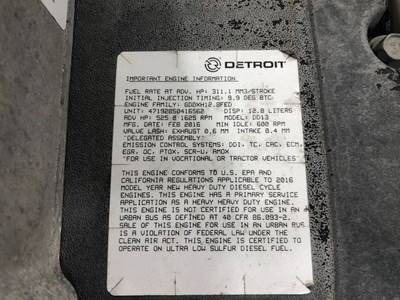 DETROIT
IMPORTANT ENGINE INFORMATION
FUEL RATE AT ADV. HP: 311.1 MM3/STROKE
INITIAL INJECTION TIMING: 9.9 DEG BTC
ENGINE FAMILY: GDDXH12.8FED
UNIT: 471928S0416560 DISP: 12.8 LITERS
ADV HP: 525 @ 1625 RPM MODEL: DD13
MFG. DATE: FEB 2016 MIN IDLE: 600 RPM
VALVE LASH: EXHAUST 0.6 MM INTAKE 0.4 MM
"DELEGATED ASSEMBLY"
EMISSION CONTROL SYSTEMS: DDI, TC, CAC, ECM,
EGR, OC, PTOX, SCR-U, AMOX
"FOR USE IN VOCATIONAL OR TRACTOR VEHICLES"
THIS ENGINE CONFORMS TO U.S. EPA AND
CALIFORNIA REGULATIONS APPLICABLE TO 2016
MODEL YEAR NEW HEAVY DUTY DIESEL CYCLE
ENGINES. THIS ENGINE HAS A PRIMARY SERVICE
APPLICATION AS A HEAVY HEAVY DUTY ENGINE.
THIS ENGINE IS NOT CERTIFIED FOR USE IN AN
URBAN BUS AS DEFINED AT 40 CFR 86.093-2.
SALE OF THIS ENGINE FOR USE IN AN URBAN BUS
IS A VIOLATION OF FEDERAL LAW UNDER THE
CLEAN AIR ACT. THIS ENGINE IS CERTIFIED TO
OPERATE ON ULTRA LOW SULFUR DIESEL FUEL.